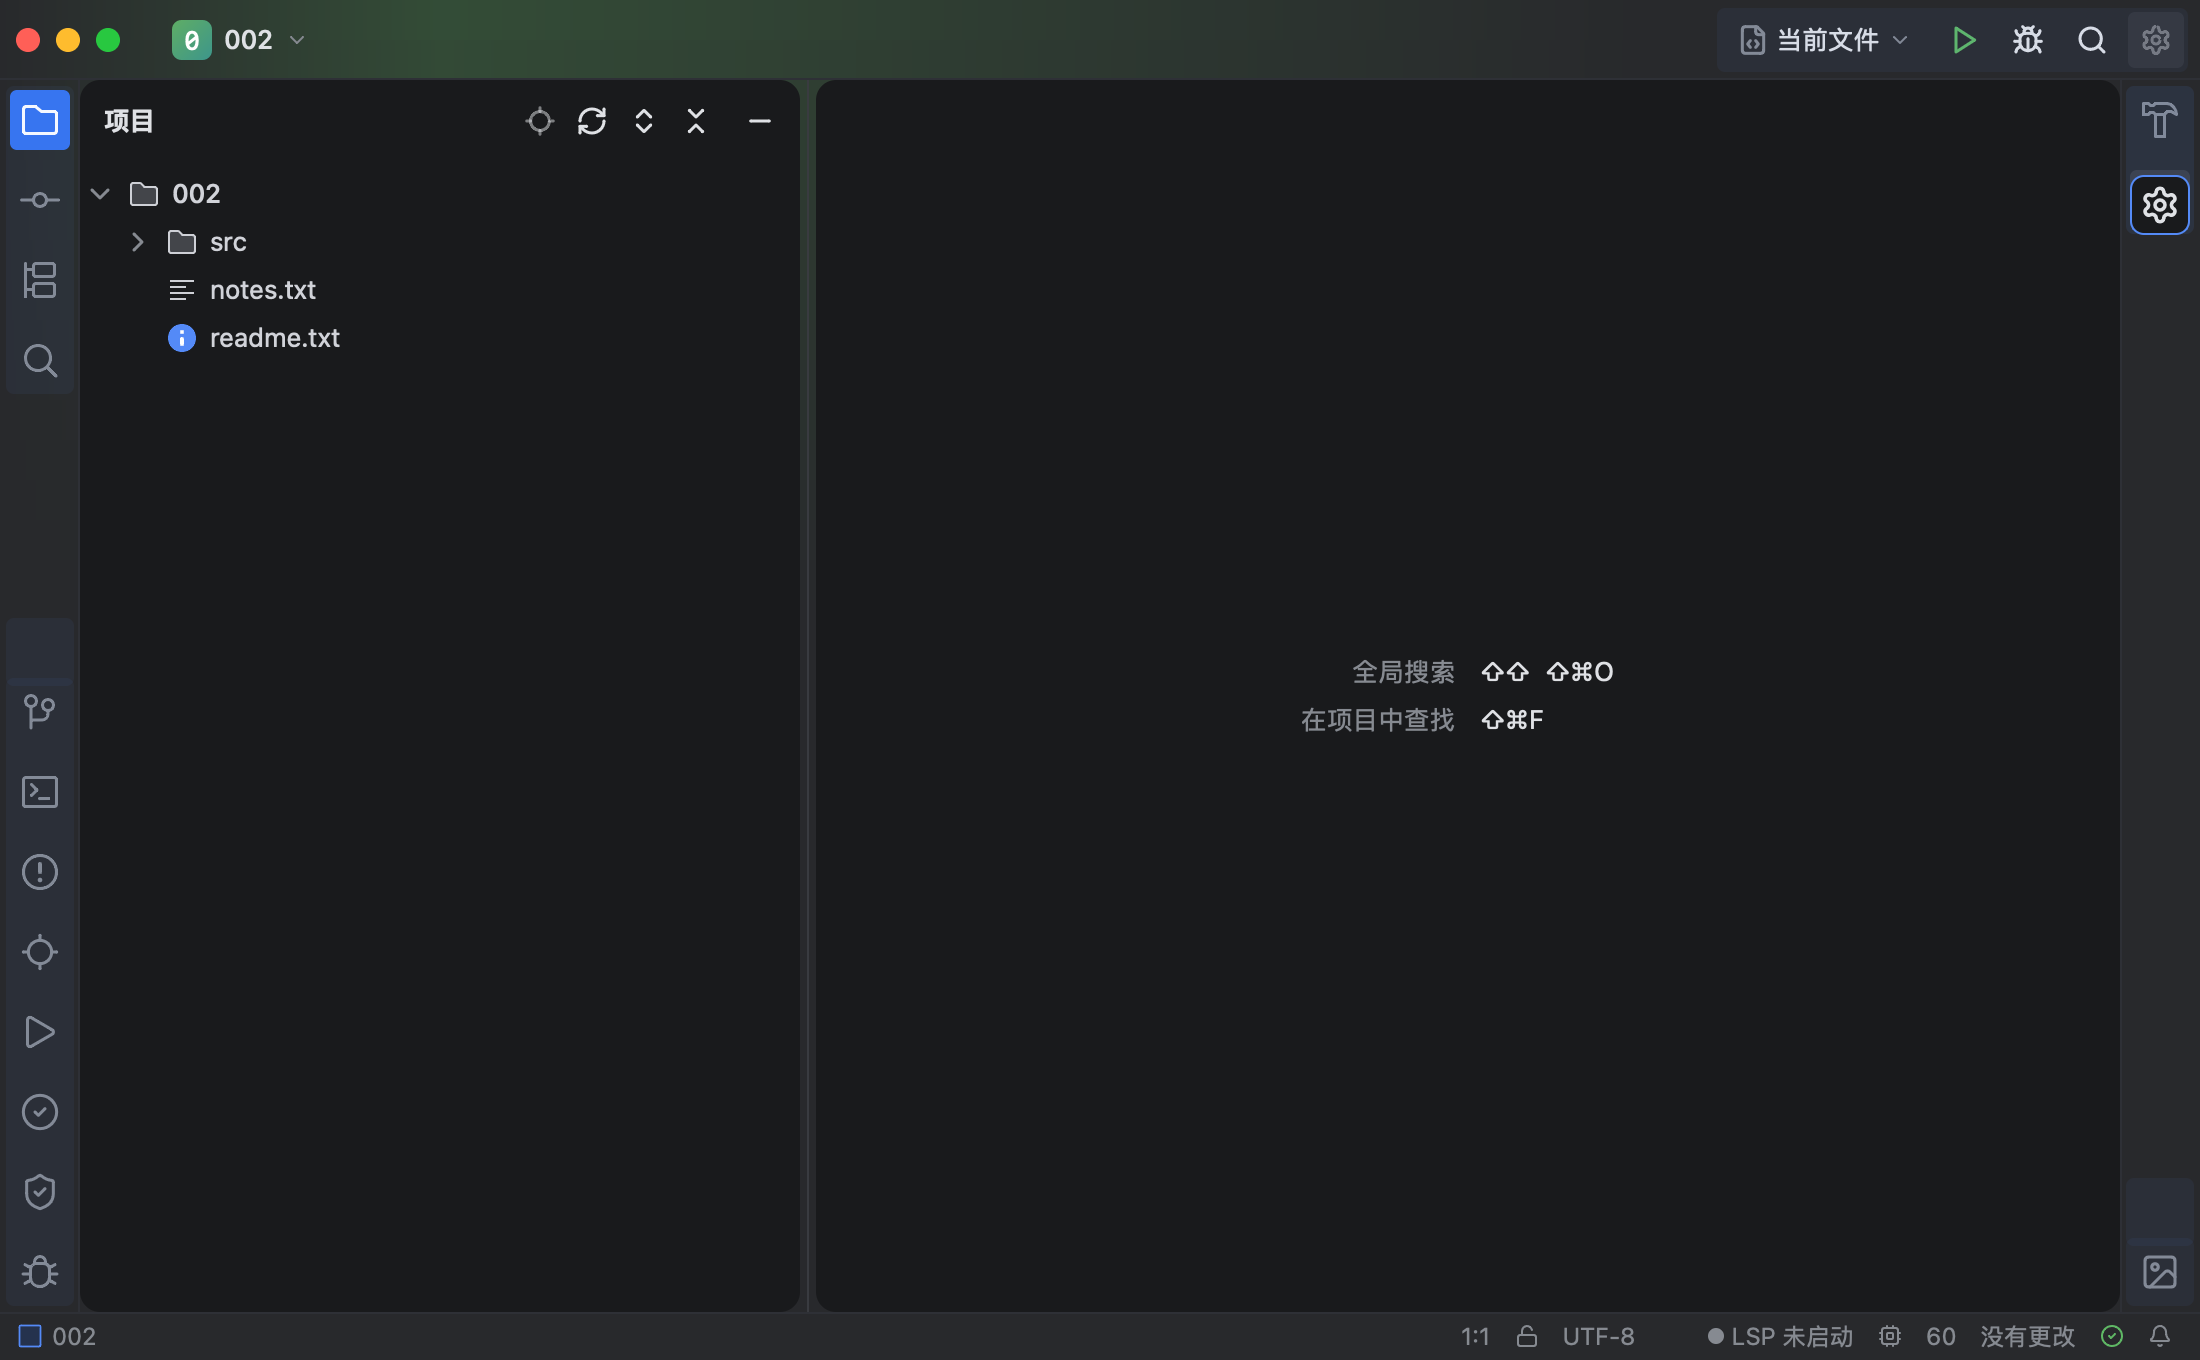 0 002
当前文件
项目
002
src
notes.txt
readme.txt
全局搜索 ⇧⇧ ⇧⌘O
在项目中查找 ⇧⌘F
002
1:1 UTF-8 LSP 未启动 60 没有更改